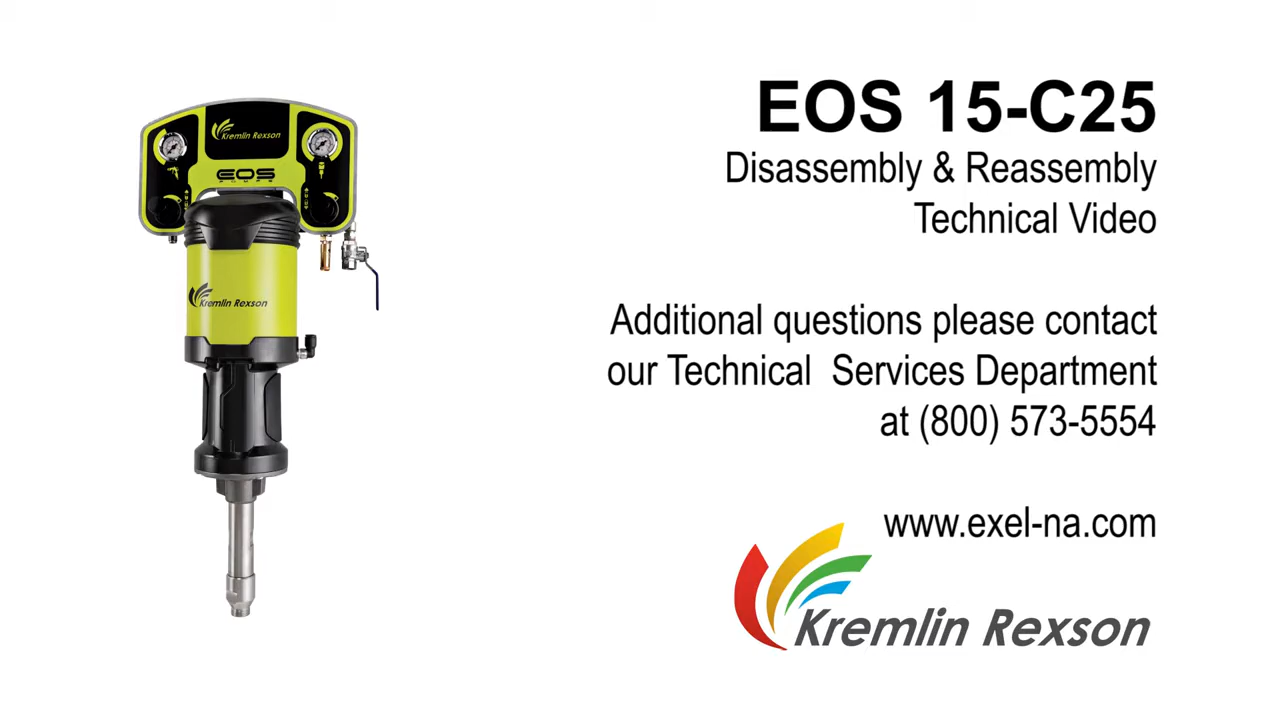 Kremlin Rexson
EOS
PUMPS
Kremlin Rexson
EOS 15-C25
Disassembly & Reassembly
Technical Video
Additional questions please contact
our Technical Services Department
at (800) 573-5554
www.exel-na.com
Kremlin Rexson